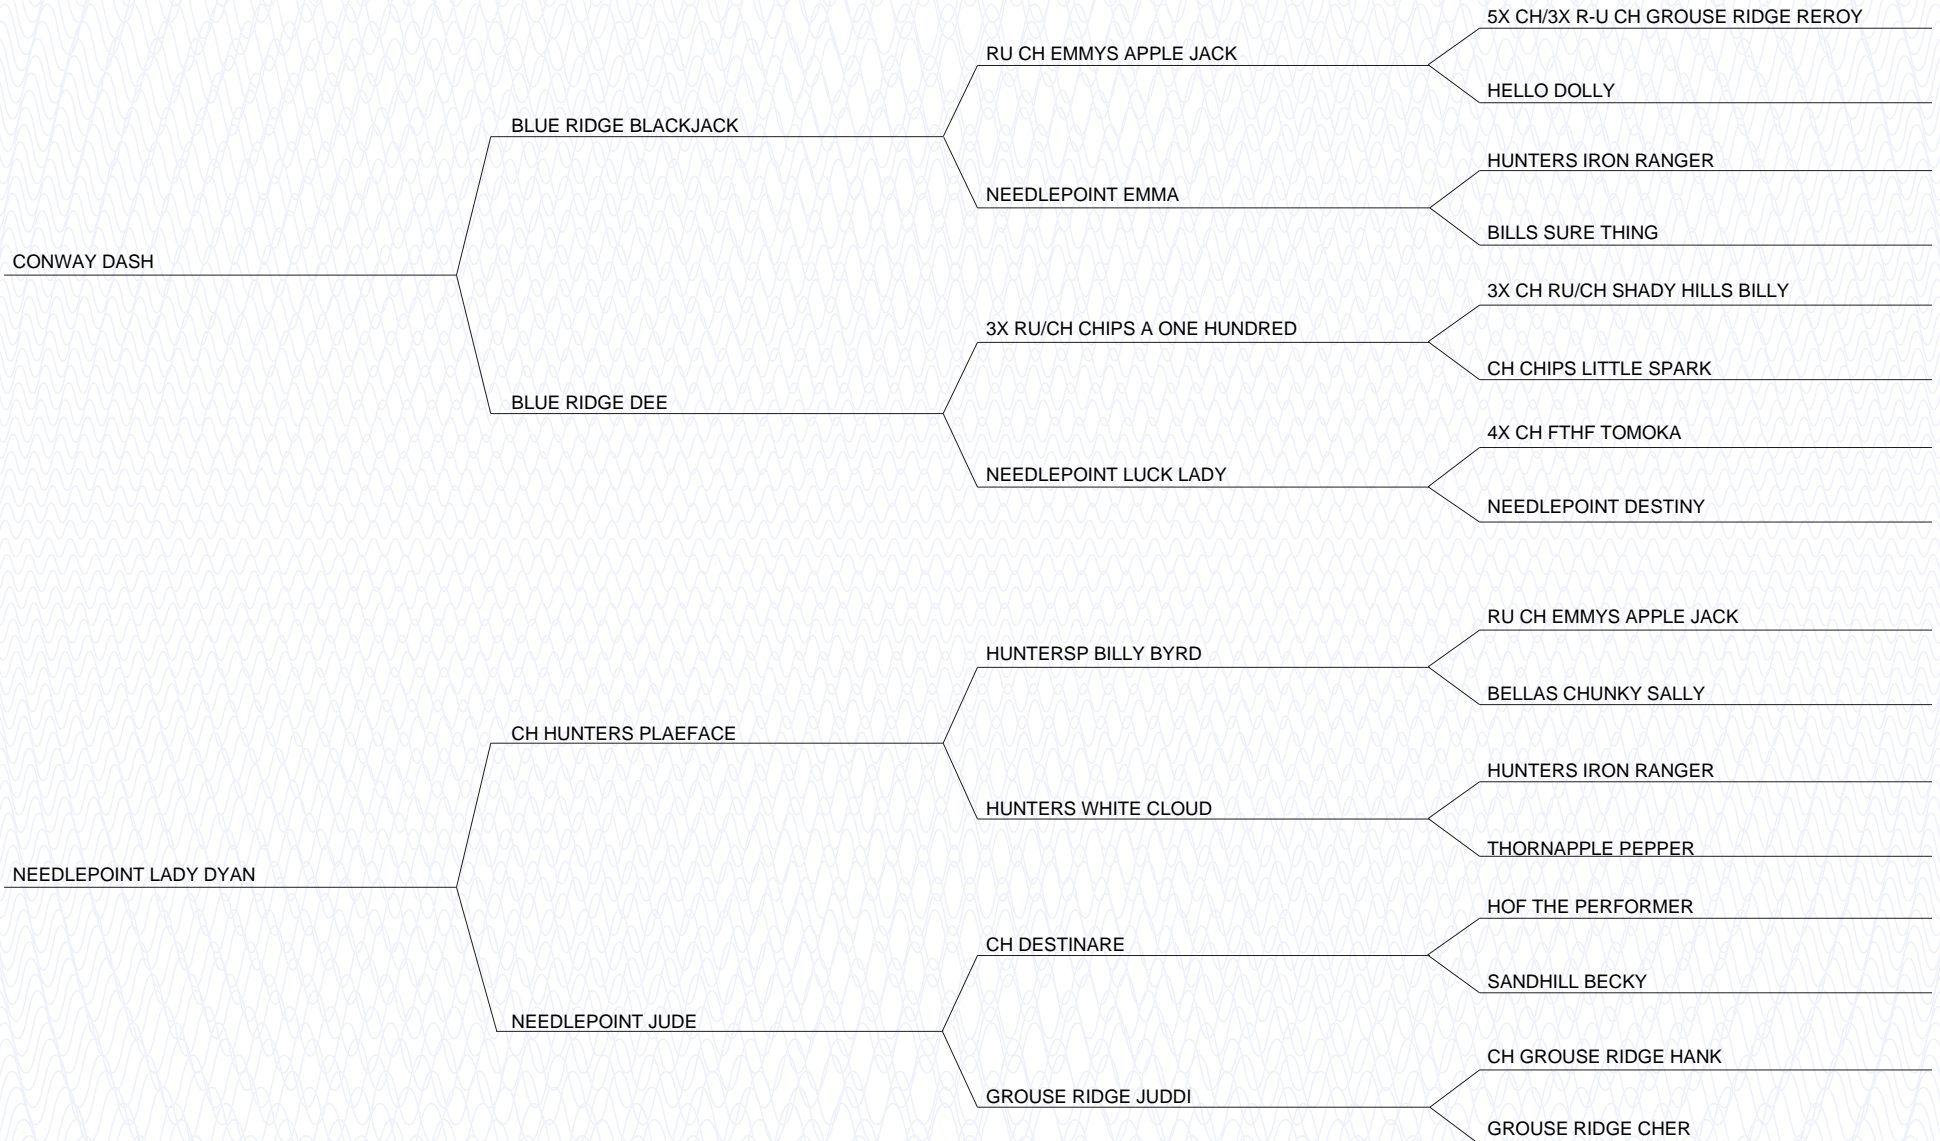 5X CH/3X R-U CH GROUSE RIDGE REROY
RU CH EMMYS APPLE JACK
HELLO DOLLY
BLUE RIDGE BLACKJACK
HUNTERS IRON RANGER
NEEDLEPOINT EMMA
BILLS SURE THING
CONWAY DASH
3X CH RU/CH SHADY HILLS BILLY
3X RU/CH CHIPS A ONE HUNDRED
CH CHIPS LITTLE SPARK
BLUE RIDGE DEE
4X CH FTHF TOMOKA
NEEDLEPOINT LUCK LADY
NEEDLEPOINT DESTINY
RU CH EMMYS APPLE JACK
HUNTERSP BILLY BYRD
BELLAS CHUNKY SALLY
CH HUNTERS PLAEFACE
HUNTERS IRON RANGER
HUNTERS WHITE CLOUD
THORNAPPLE PEPPER
NEEDLEPOINT LADY DYAN
HOF THE PERFORMER
CH DESTINARE
SANDHILL BECKY
NEEDLEPOINT JUDE
CH GROUSE RIDGE HANK
GROUSE RIDGE JUDDI
GROUSE RIDGE CHER